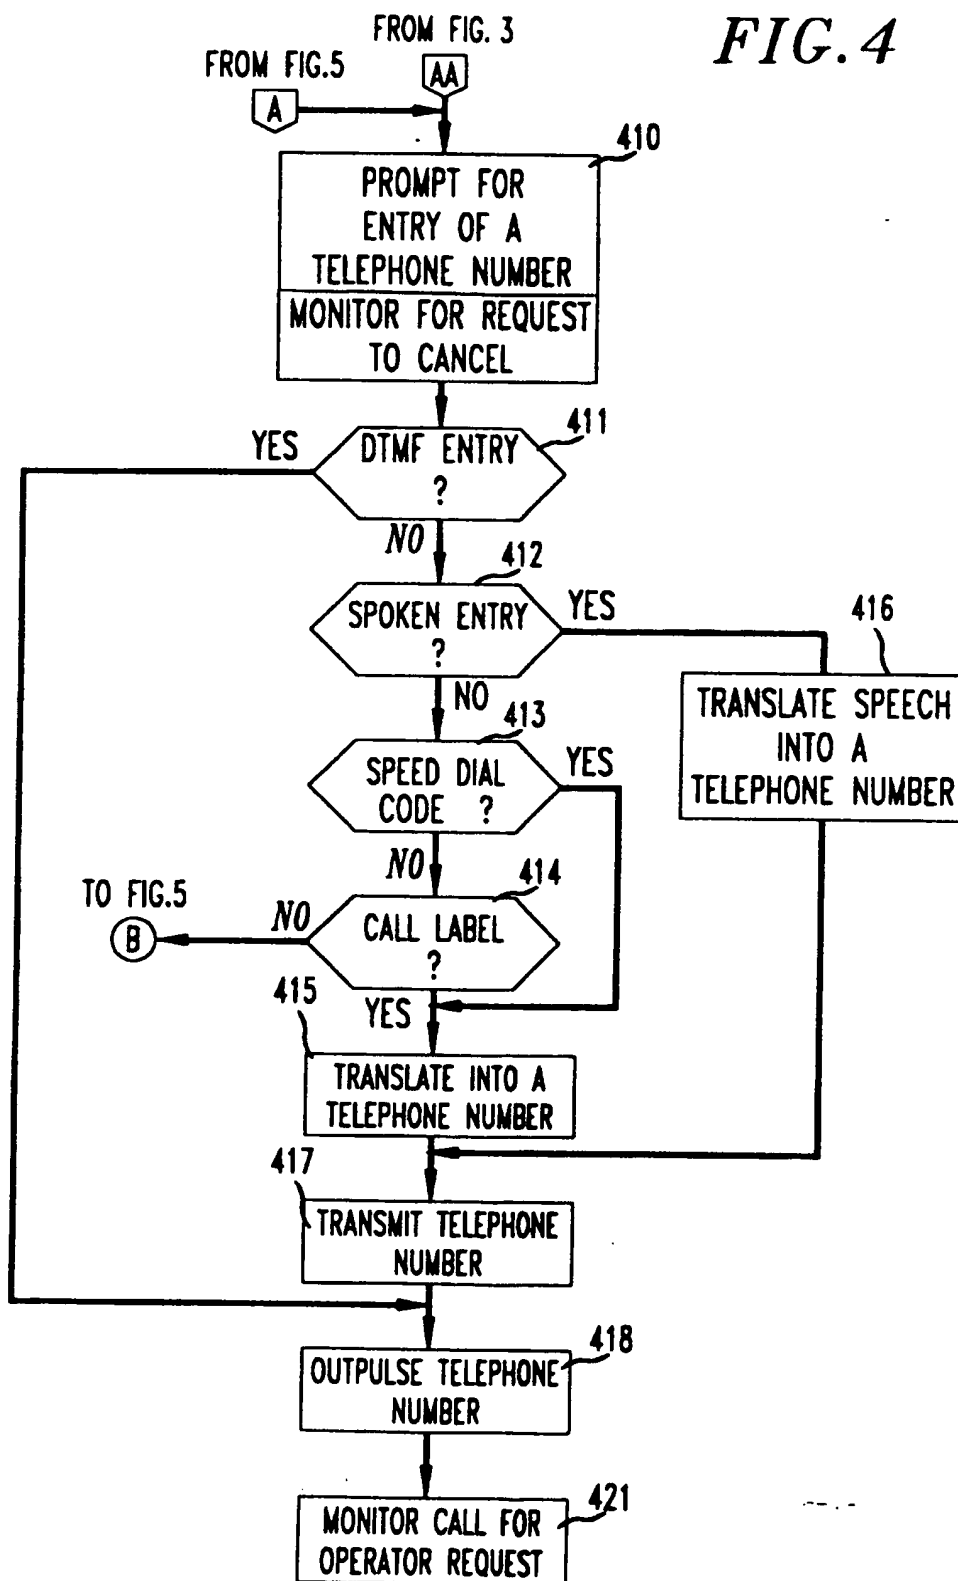 FIG. 4
FROM FIG. 3
AA
FROM FIG.5
A
410
PROMPT FOR
ENTRY OF A
TELEPHONE NUMBER
MONITOR FOR REQUEST
TO CANCEL
411
YES
DTMF ENTRY
?
NO
412
SPOKEN ENTRY
?
YES
416
TRANSLATE SPEECH
INTO A
TELEPHONE NUMBER
NO
413
SPEED DIAL
CODE ?
YES
NO
414
TO FIG.5
B
NO
CALL LABEL
?
415
YES
TRANSLATE INTO A
TELEPHONE NUMBER
417
TRANSMIT TELEPHONE
NUMBER
418
OUTPULSE TELEPHONE
NUMBER
421
MONITOR CALL FOR
OPERATOR REQUEST